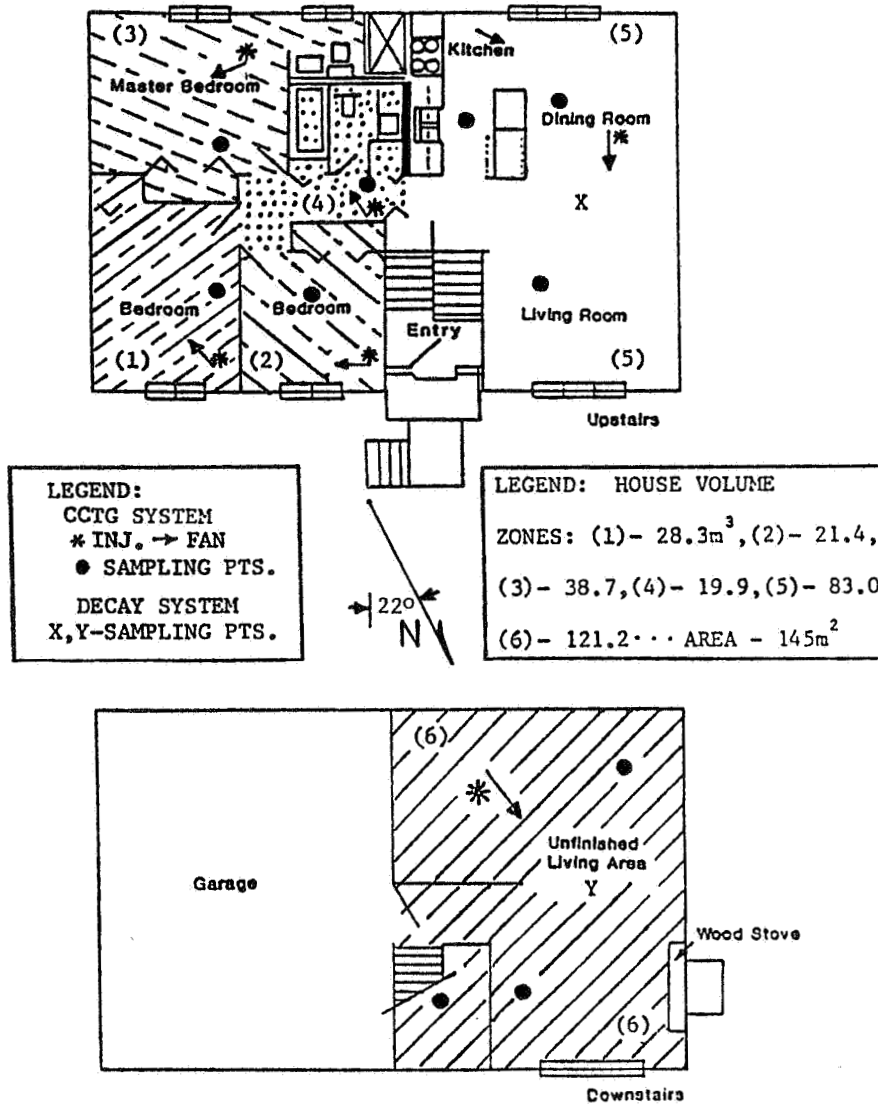 (3)
(5)
Kitchen
Master Bedroom
Dining Room
(4)
X
Bedroom
Bedroom
Living Room
Entry
(1)
(2)
(5)
Upstairs
LEGEND:
CCTG SYSTEM
* INJ. → FAN
● SAMPLING PTS.
DECAY SYSTEM
X,Y-SAMPLING PTS.
22°
N
LEGEND: HOUSE VOLUME
ZONES: (1)- 28.3m³,(2)- 21.4,
(3)- 38.7,(4)- 19.9,(5)- 83.0
(6)- 121.2··· AREA - 145m²
(6)
Unfinished
Living Area
Garage
Y
Wood Stove
(6)
Downstairs